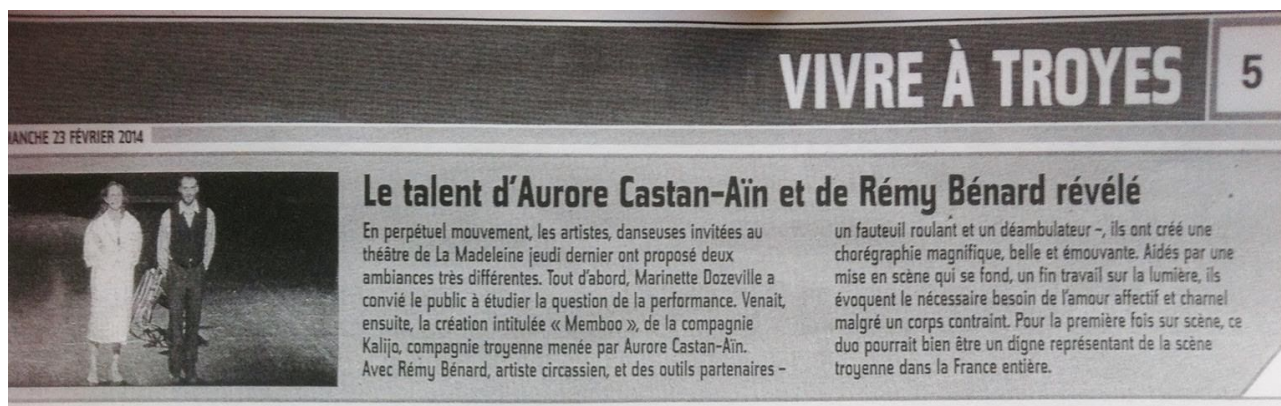 VIVRE À TROYES
5
MANCHE 23 FÉVRIER 2014
Le talent d'Aurore Castan-Aïn et de Rémy Bénard révélé
En perpétuel mouvement, les artistes, danseuses invitées au
théâtre de La Madeleine jeudi dernier ont proposé deux
ambiances très différentes. Tout d'abord, Marinette Dozeville a
convié le public à étudier la question de la performance. Venait,
ensuite, la création intitulée « Memboo », de la compagnie
Kalijo, compagnie troyenne menée par Aurore Castan-Aïn.
Avec Rémy Bénard, artiste circassien, et des outils partenaires –
un fauteuil roulant et un déambulateur –, ils ont créé une
chorégraphie magnifique, belle et émouvante. Aidés par une
mise en scène qui se fond, un fin travail sur la lumière, ils
évoquent le nécessaire besoin de l'amour affectif et charnel
malgré un corps contraint. Pour la première fois sur scène, ce
duo pourrait bien être un digne représentant de la scène
troyenne dans la France entière.